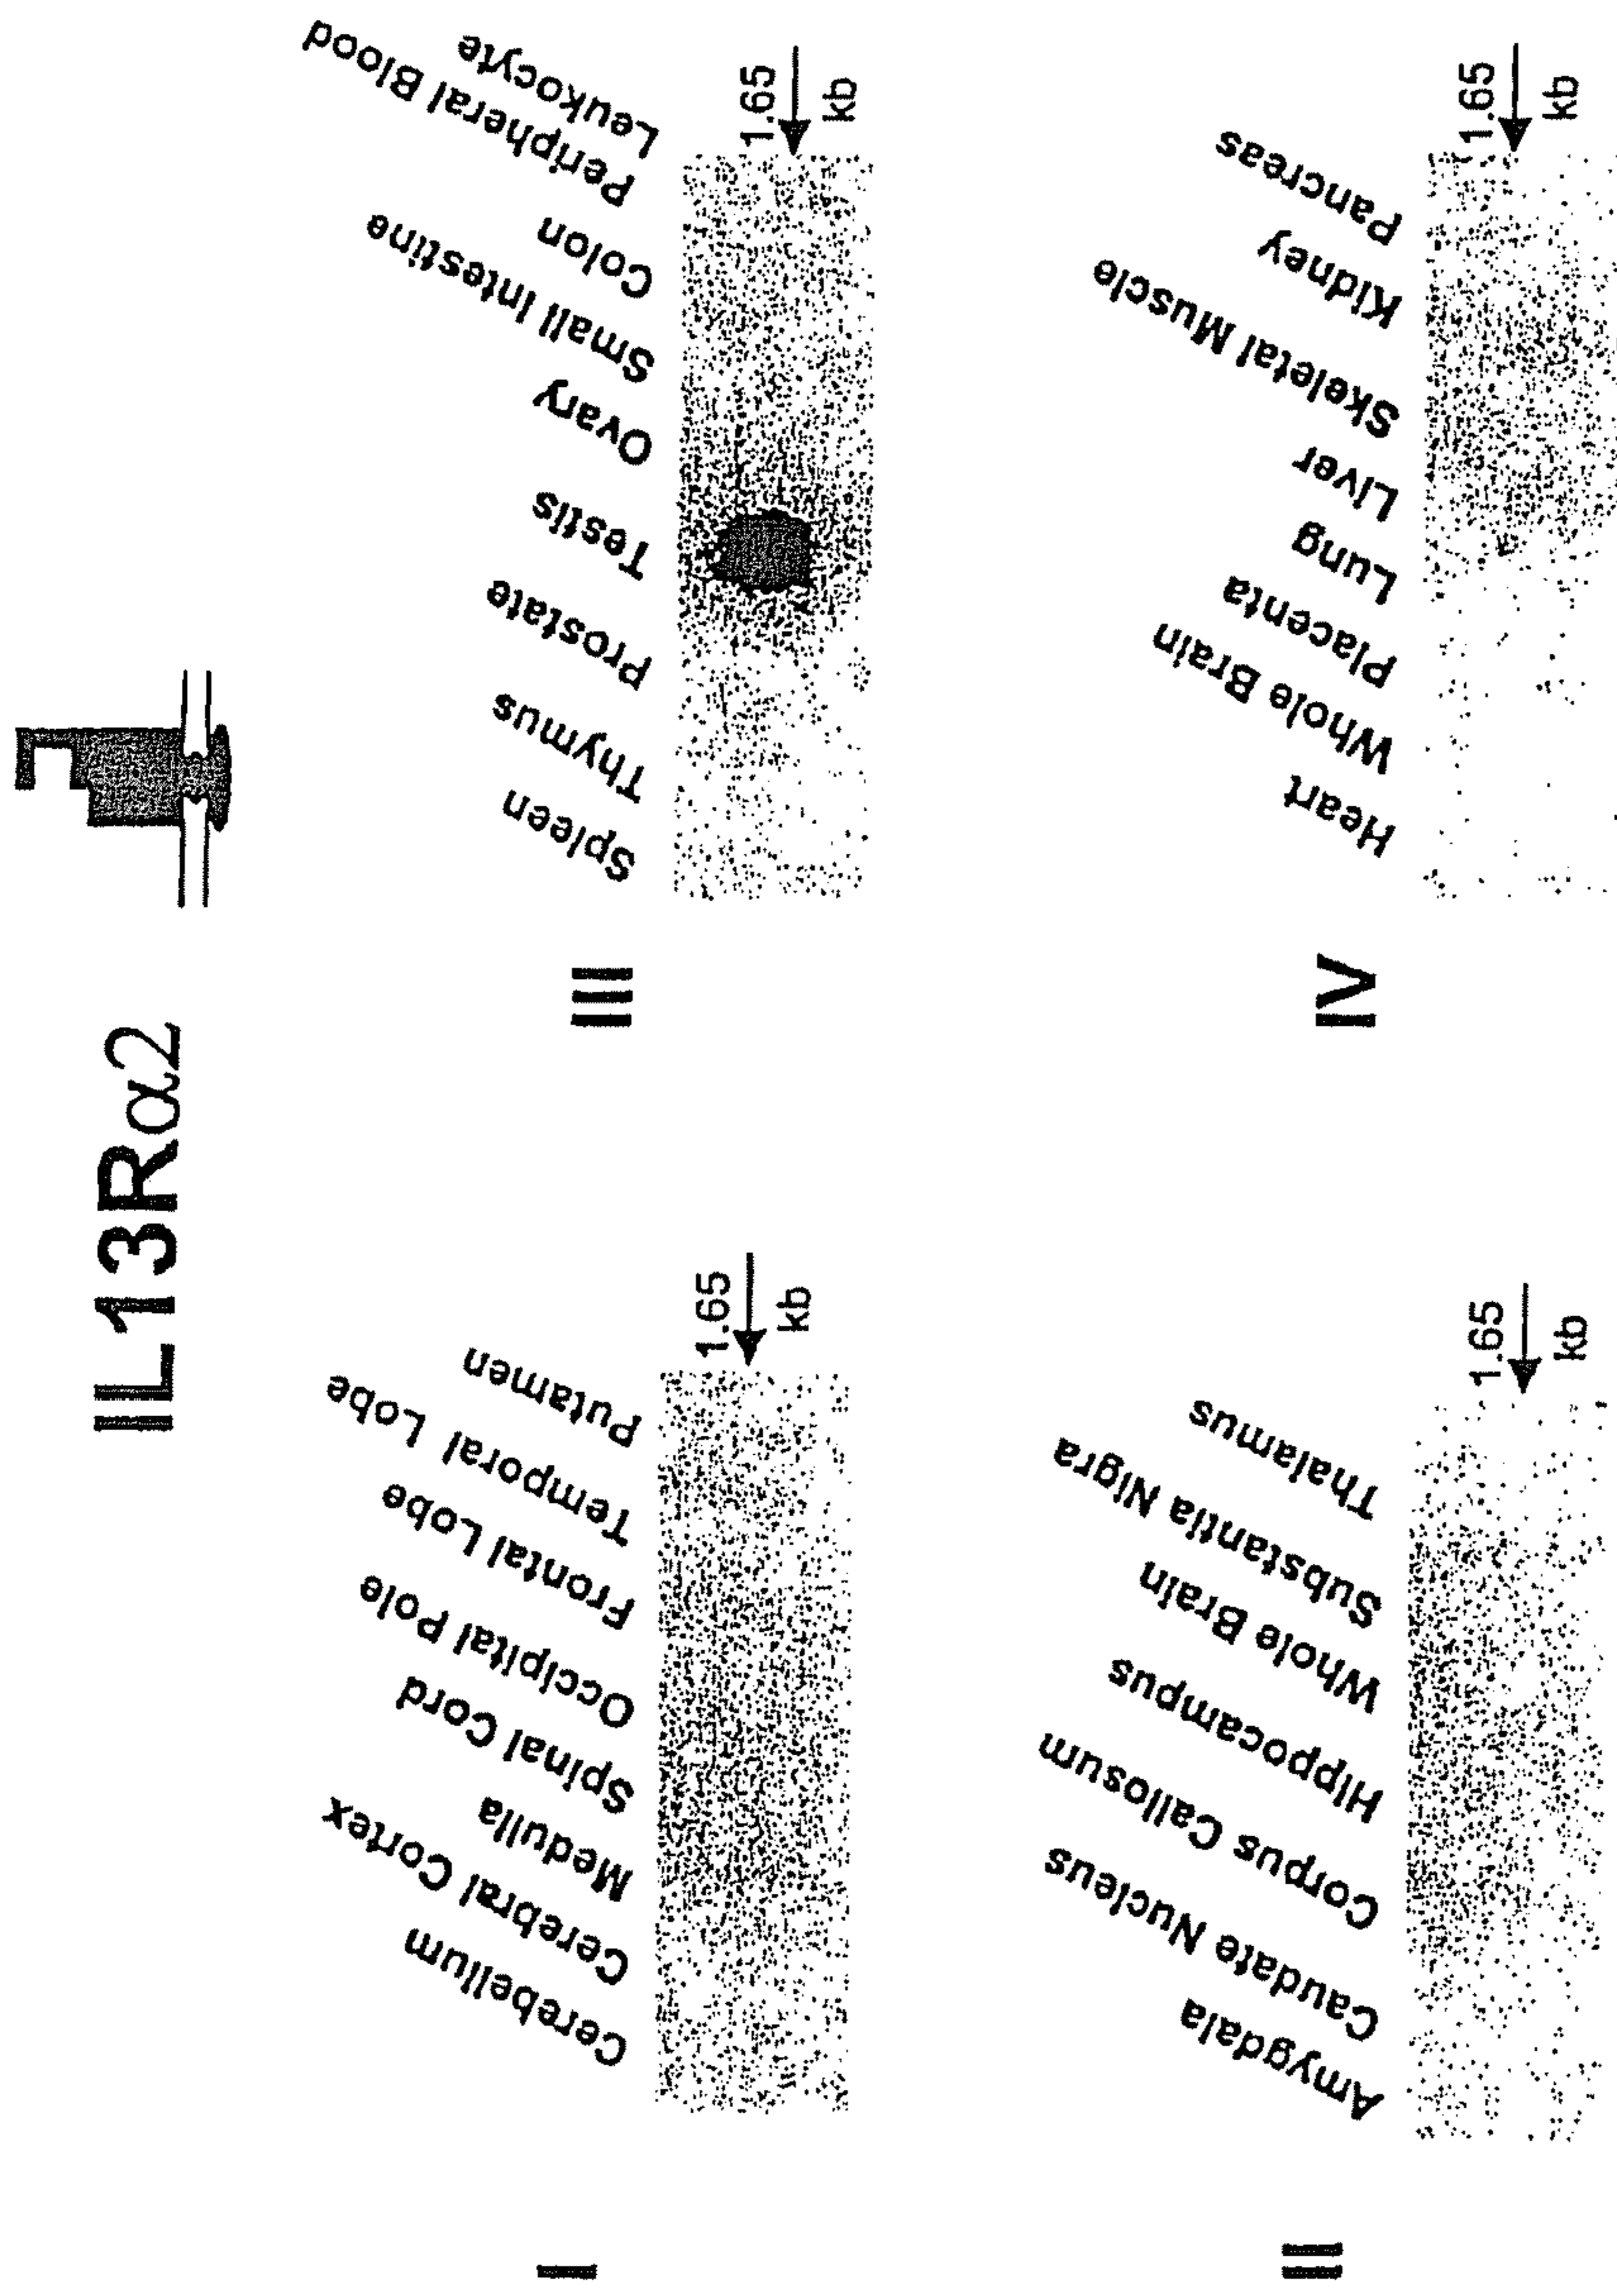 IL13Rα2
I
Cerebellum
Cerebral Cortex
Medulla
Spinal Cord
Occipital Pole
Frontal Lobe
Temporal Lobe
Putamen
1.65
kb
II
Amygdala
Caudate Nucleus
Corpus Callosum
Hippocampus
Whole Brain
Substantia Nigra
Thalamus
1.65
kb
III
Spleen
Thymus
Prostate
Testis
Ovary
Small Intestine
Colon
Peripheral Blood
Leukocyte
1.65
kb
IV
Heart
Whole Brain
Placenta
Lung
Liver
Skeletal Muscle
Kidney
Pancreas
1.65
kb